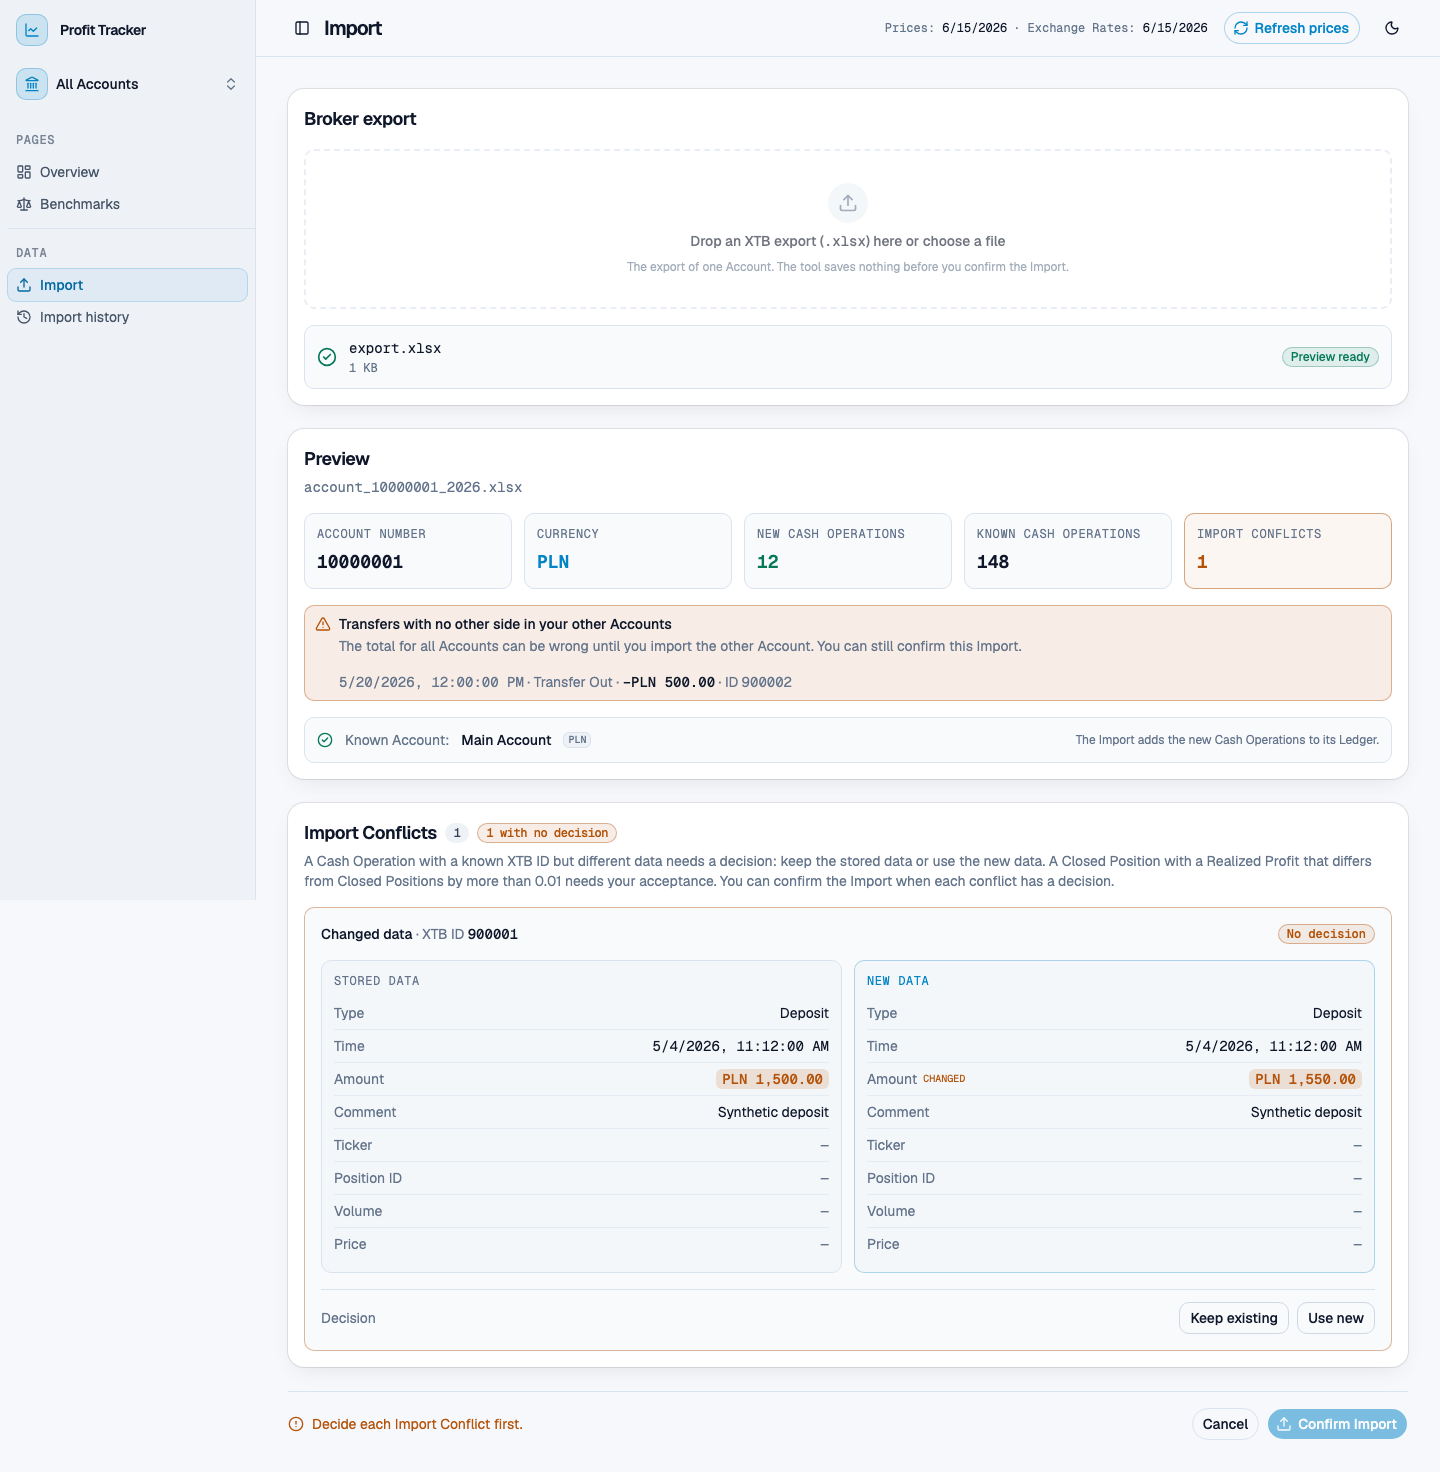 Profit Tracker
All Accounts
PAGES
Overview
Benchmarks
DATA
Import
Import history
Import
Prices: 6/15/2026 · Exchange Rates: 6/15/2026
Refresh prices
Broker export
Drop an XTB export (.xlsx) here or choose a file
The export of one Account. The tool saves nothing before you confirm the Import.
export.xlsx
1 KB
Preview ready
Preview
account_10000001_2026.xlsx
ACCOUNT NUMBER
10000001
CURRENCY
PLN
NEW CASH OPERATIONS
12
KNOWN CASH OPERATIONS
148
IMPORT CONFLICTS
1
Transfers with no other side in your other Accounts
The total for all Accounts can be wrong until you import the other Account. You can still confirm this Import.
5/20/2026, 12:00:00 PM · Transfer Out · −PLN 500.00 · ID 900002
Known Account: Main Account PLN
The Import adds the new Cash Operations to its Ledger.
Import Conflicts 1 1 with no decision
A Cash Operation with a known XTB ID but different data needs a decision: keep the stored data or use the new data. A Closed Position with a Realized Profit that differs
from Closed Positions by more than 0.01 needs your acceptance. You can confirm the Import when each conflict has a decision.
Changed data · XTB ID 900001
No decision
STORED DATA
Type Deposit
Time 5/4/2026, 11:12:00 AM
Amount PLN 1,500.00
Comment Synthetic deposit
Ticker —
Position ID —
Volume —
Price —
NEW DATA
Type Deposit
Time 5/4/2026, 11:12:00 AM
Amount CHANGED PLN 1,550.00
Comment Synthetic deposit
Ticker —
Position ID —
Volume —
Price —
Decision
Keep existing
Use new
Decide each Import Conflict first.
Cancel
Confirm Import